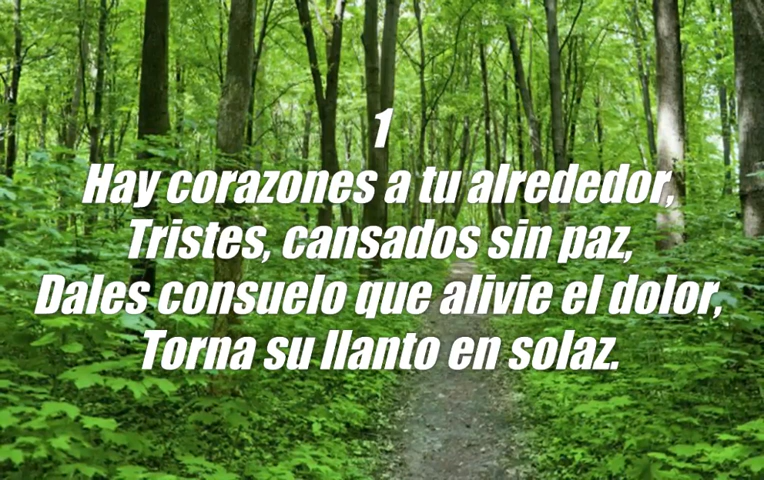 1
Hay corazones a tu alrededor,
Tristes, cansados sin paz,
Dales consuelo que alivie el dolor,
Torna su llanto en solaz.